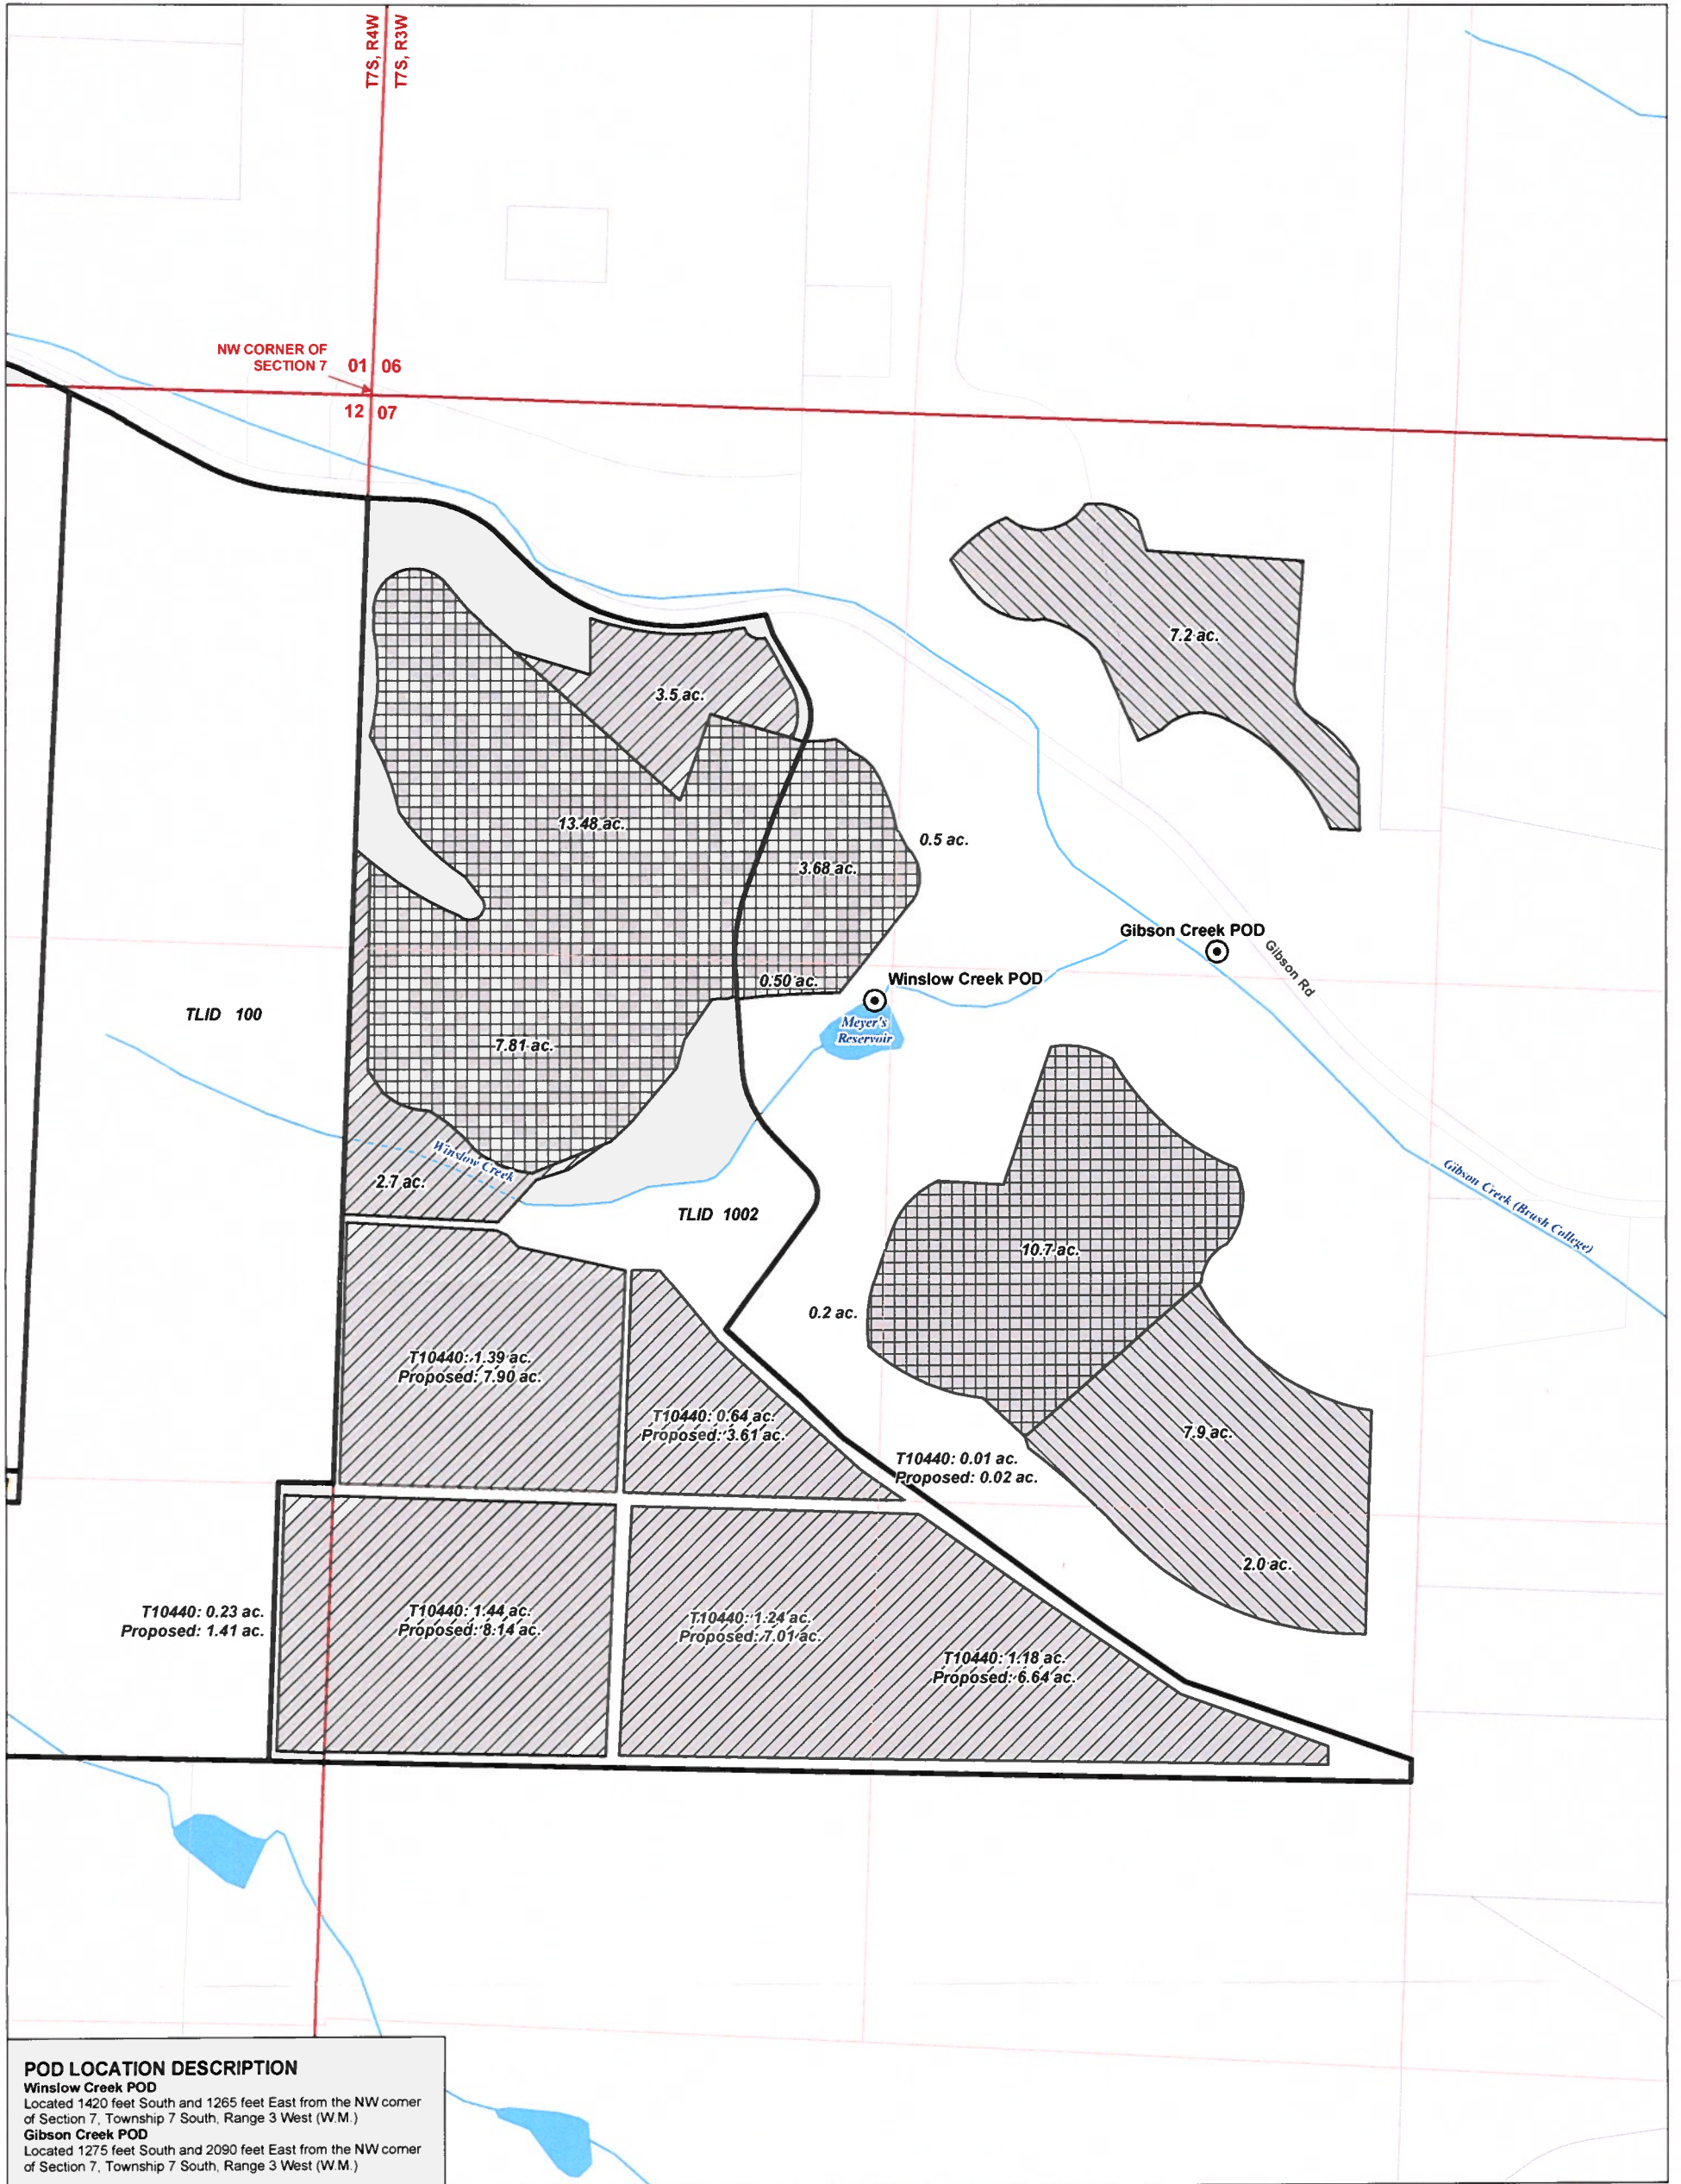 T7S, R4W
T7S, R3W
NW CORNER OF
SECTION 7
01 06
12 07
7.2 ac.
3.5 ac.
13.48 ac.
0.5 ac.
3.68 ac.
Gibson Creek POD
Gibson Rd
0.50 ac.
Winslow Creek POD
TLID 100
Meyer's
Reservoir
7.81 ac.
Winslow Creek
2.7 ac.
Gibson Creek (Brush College)
TLID 1002
10.7 ac.
0.2 ac.
T10440: 1.39 ac.
Proposed: 7.90 ac.
T10440: 0.64 ac.
Proposed: 3.61 ac.
7.9 ac.
T10440: 0.01 ac.
Proposed: 0.02 ac.
2.0 ac.
T10440: 0.23 ac.
Proposed: 1.41 ac.
T10440: 1.44 ac.
Proposed: 8.14 ac.
T10440: 1.24 ac.
Proposed: 7.01 ac.
T10440: 1.18 ac.
Proposed: 6.64 ac.
POD LOCATION DESCRIPTION
Winslow Creek POD
Located 1420 feet South and 1265 feet East from the NW corner
of Section 7, Township 7 South, Range 3 West (W.M.)
Gibson Creek POD
Located 1275 feet South and 2090 feet East from the NW corner
of Section 7, Township 7 South, Range 3 West (W.M.)